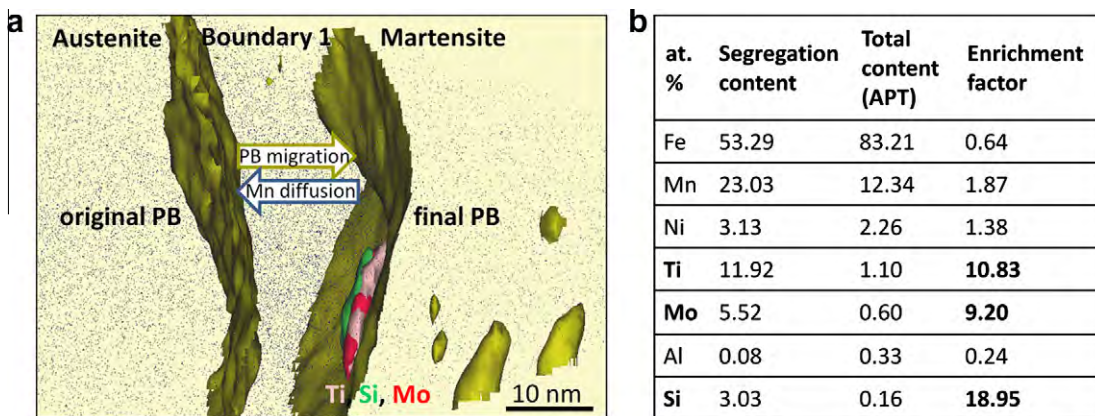 a
Austenite Boundary 1 Martensite
PB migration
Mn diffusion
original PB final PB
Ti, Si, Mo
10 nm
b
at. % Segregation content Total content (APT) Enrichment factor
Fe 53.29 83.21 0.64
Mn 23.03 12.34 1.87
Ni 3.13 2.26 1.38
Ti 11.92 1.10 10.83
Mo 5.52 0.60 9.20
Al 0.08 0.33 0.24
Si 3.03 0.16 18.95